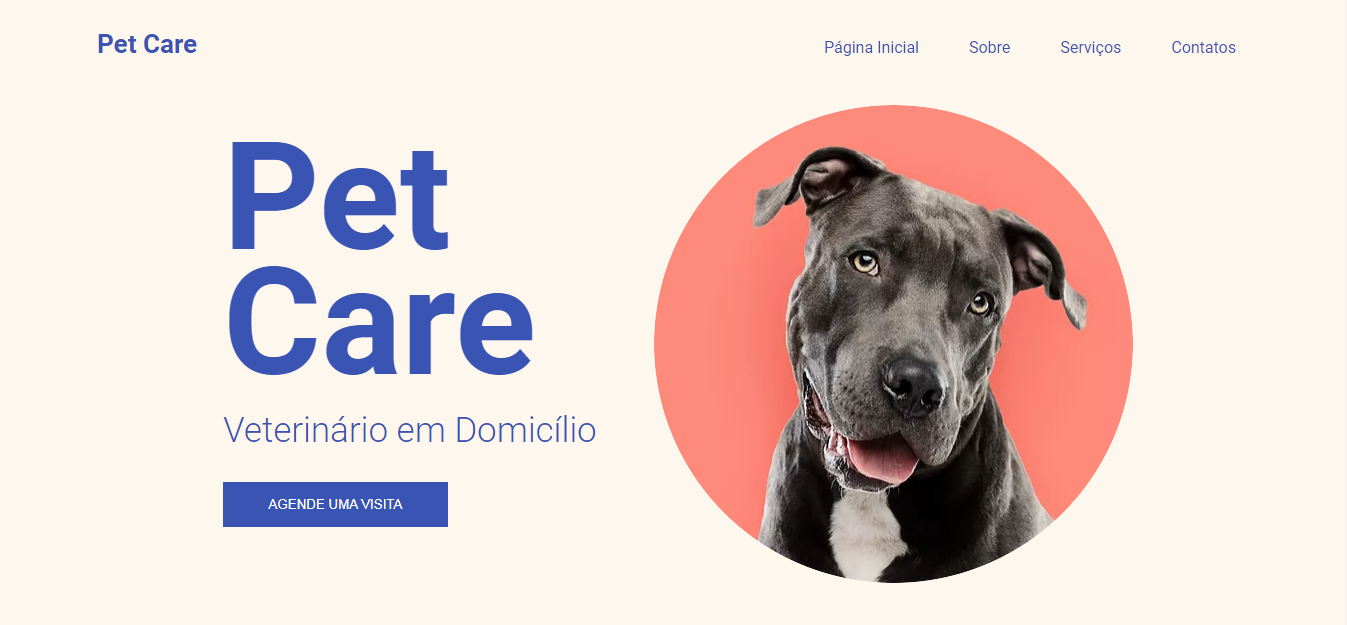 Pet Care
Página Inicial Sobre Serviços Contatos
Pet
Care
Veterinário em Domicílio
AGENDE UMA VISITA